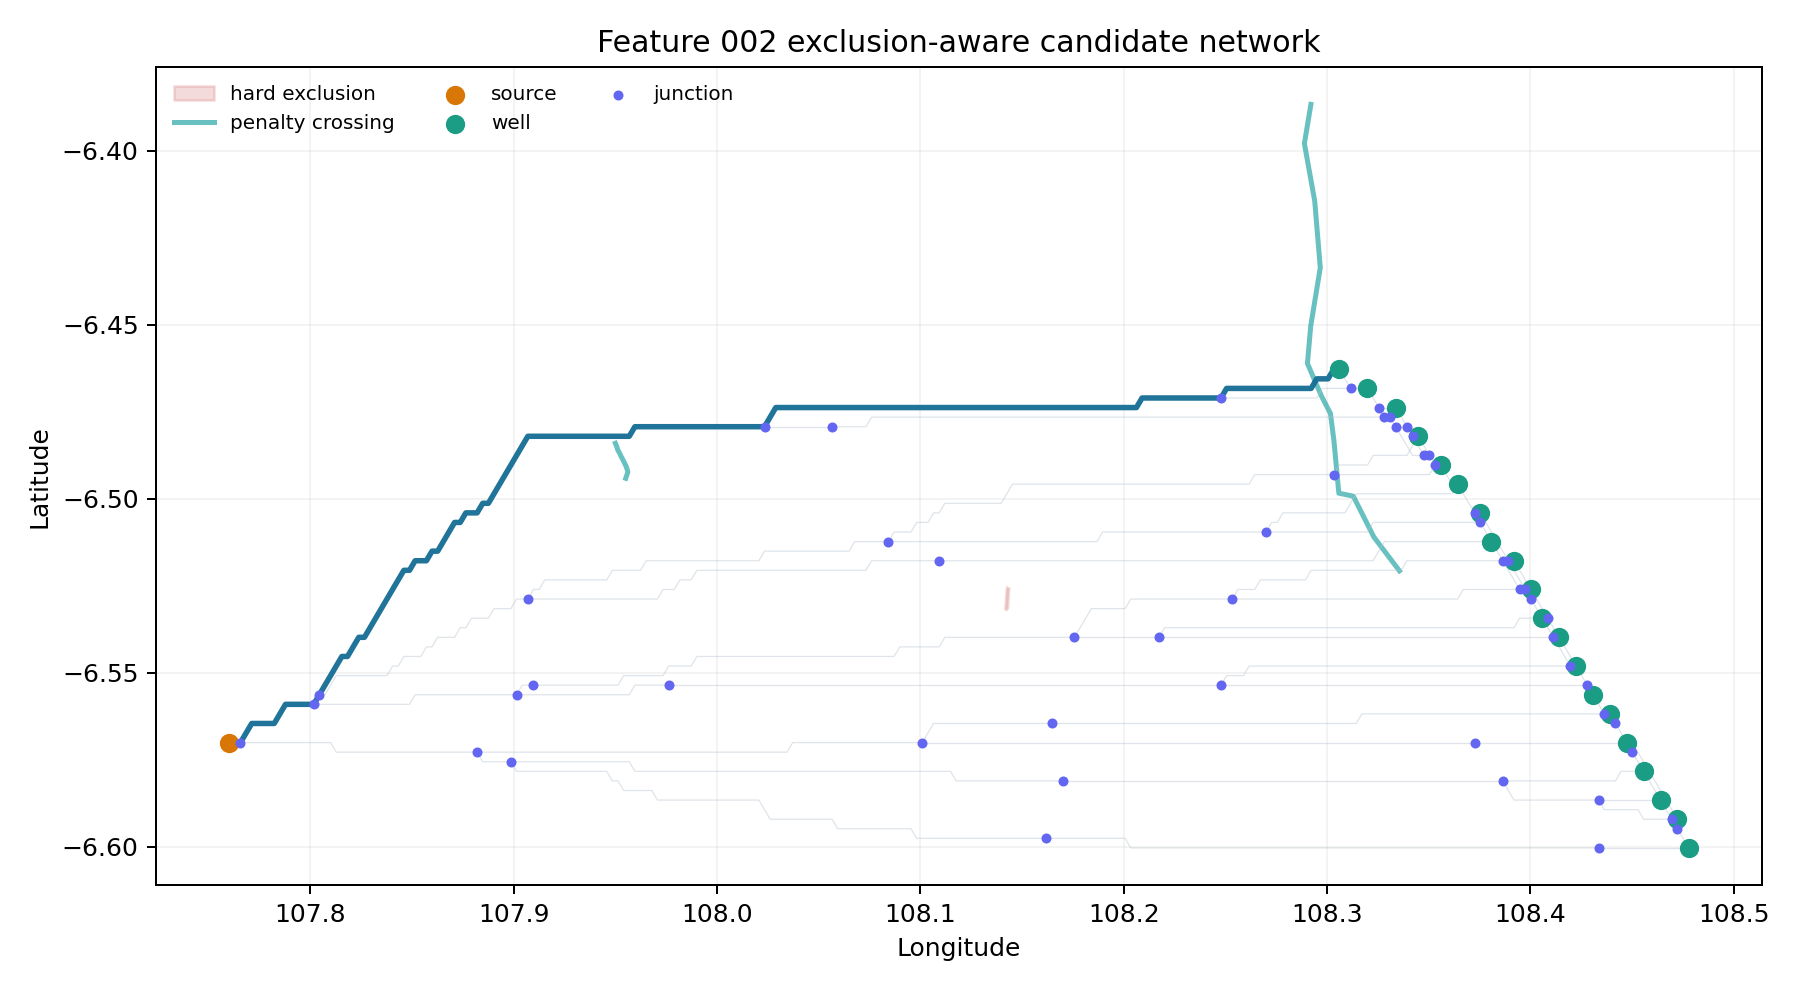 Feature 002 exclusion-aware candidate network
hard exclusion
penalty crossing
source
well
junction
Latitude
−6.40
−6.45
−6.50
−6.55
−6.60
107.8 107.9 108.0 108.1 108.2 108.3 108.4 108.5
Longitude